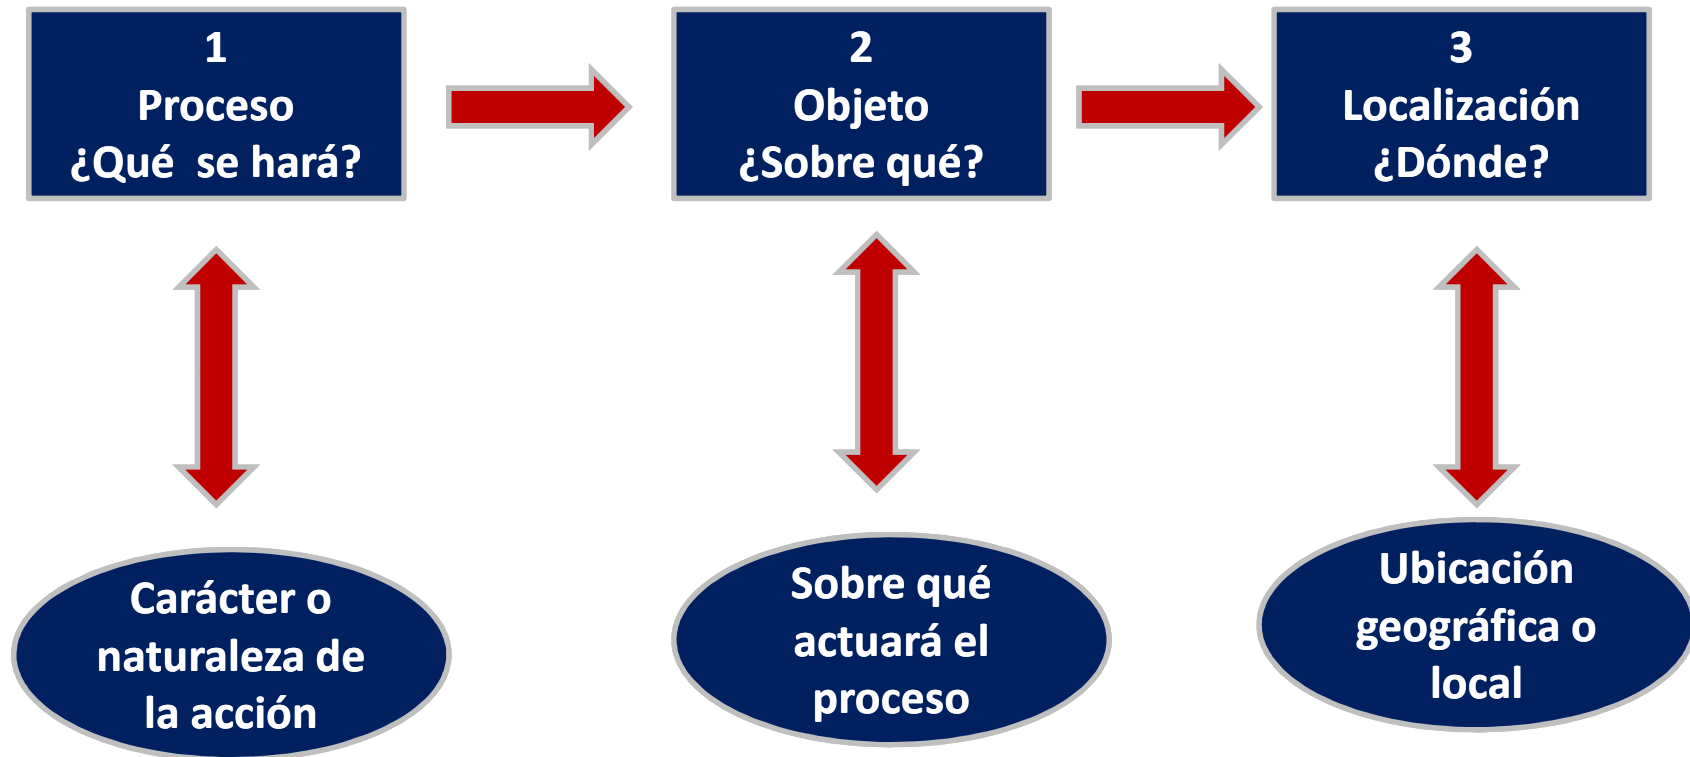 1
Proceso
¿Qué  se hará?
2
Objeto
¿Sobre qué?
3
Localización
¿Dónde?
Carácter o
naturaleza de
la acción
Sobre qué
actuará el
proceso
Ubicación
geográfica o
local